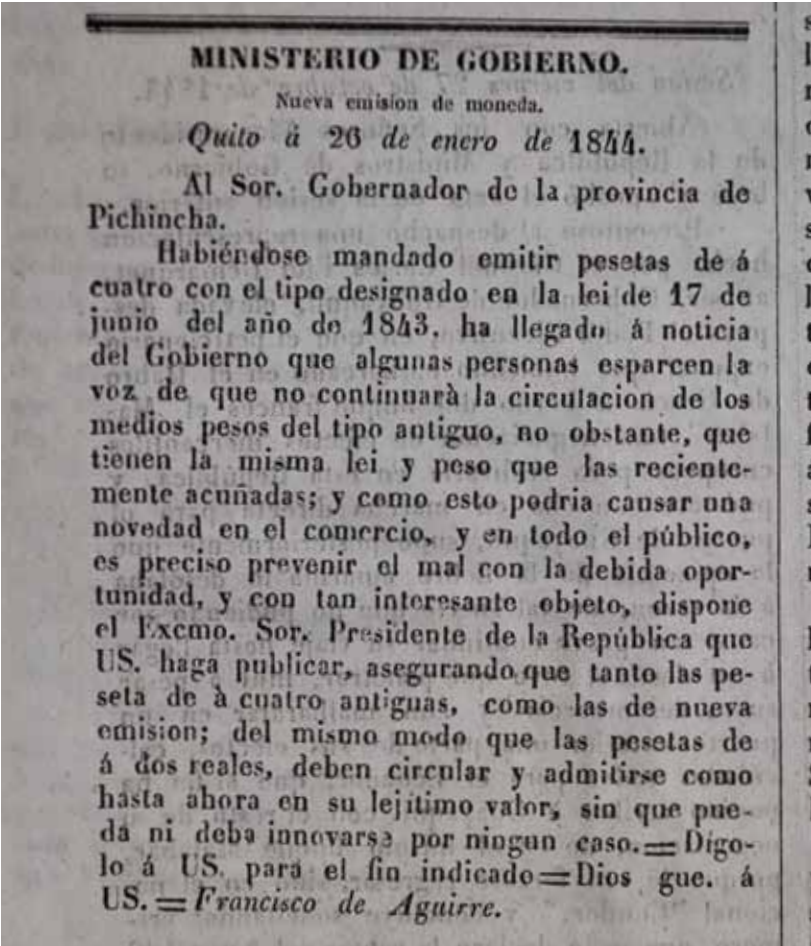 MINISTERIO DE GOBIERNO.
Nueva emision de moneda.
Quito á 26 de enero de 1844.
Al Sor. Gobernador de la provincia de
Pichincha.
Habiéndose mandado emitir pesetas de á
cuatro con el tipo designado en la lei de 17 de
junio del año de 1843, ha llegado á noticia
del Gobierno que algunas personas esparcen la
voz de que no continuarà la circulacion de los
medios pesos del tipo antiguo, no obstante, que
tienen la misma lei y peso que las reciente-
mente acuñadas; y como esto podria causar una
novedad en el comercio, y en todo el público,
es preciso prevenir el mal con la debida opor-
tunidad, y con tan interesante objeto, dispone
el Excmo. Sor. Presidente de la República que
US. haga publicar, asegurando que tanto las pe-
seta de à cuatro antiguas, como las de nueva
emision; del mismo modo que las pesetas de
á dos reales, deben circular y admitirse como
hasta ahora en su lejítimo valor, sin que pue-
da ni deba innovarse por ningun caso.=Dígo-
lo á US. para el fin indicado=Dios gue. á
US.=Francisco de Aguirre.